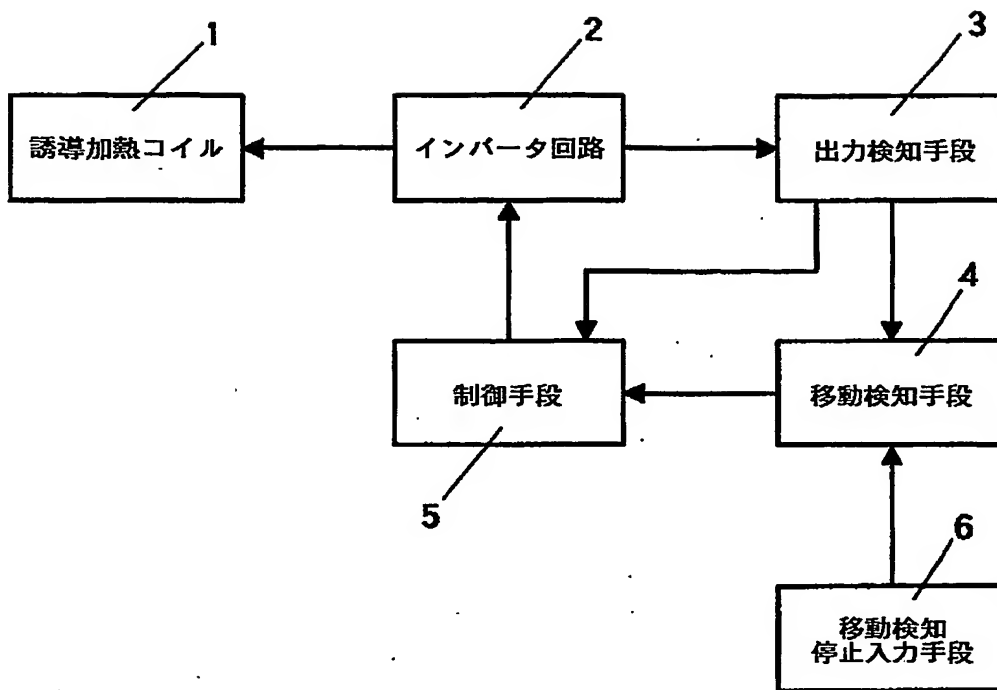 1
2
3
誘導加熱コイル
インバータ回路
出力検知手段
4
制御手段
移動検知手段
5
6
移動検知
停止入力手段